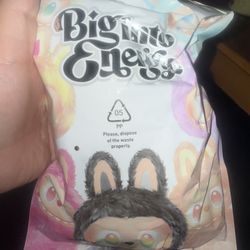 Big into
Energy
05
PP
Please, dispose
of the waste
properly.